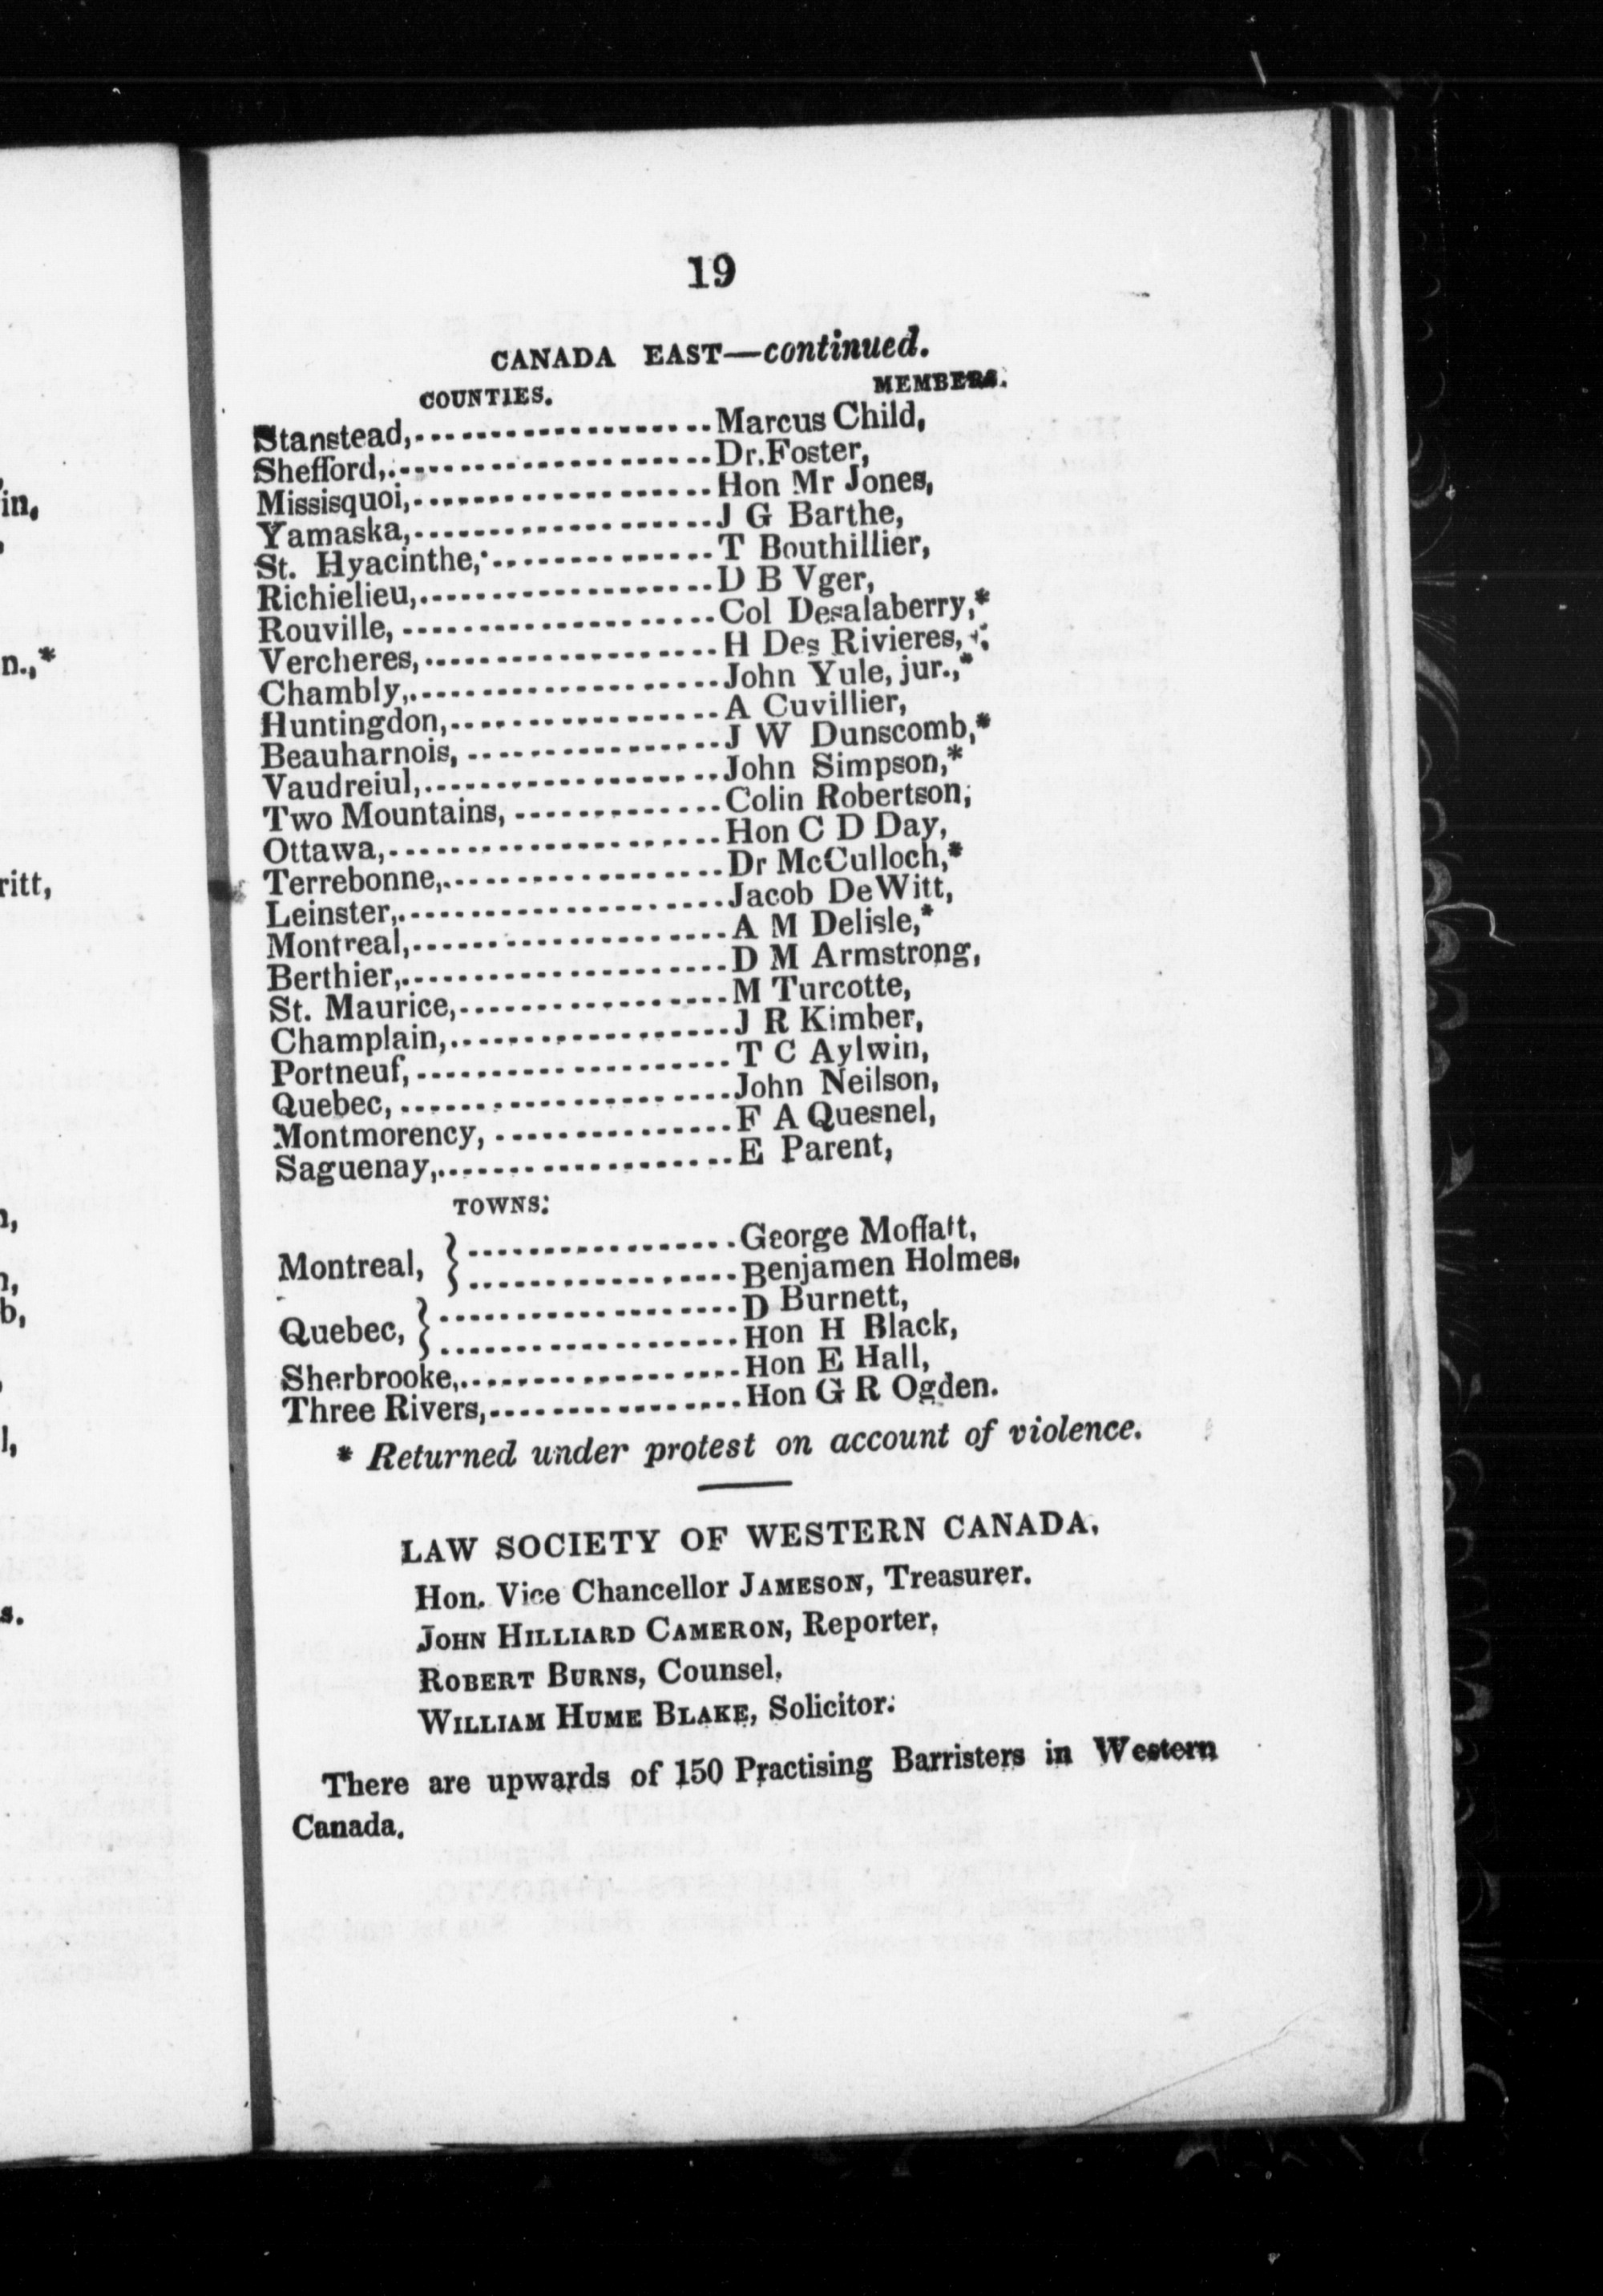 19
CANADA EAST—continued.
COUNTIES. MEMBERS.
Stanstead,..................Marcus Child,
Shefford,...................Dr. Foster,
Missisquoi,.................Hon Mr Jones,
Yamaska,....................J G Barthe,
St. Hyacinthe,..............T Bouthillier,
Richielieu,.................D B Vger,
Rouville,...................Col Desalaberry,*
Vercheres,..................H Des Rivieres,
Chambly,....................John Yule, jur.,*
Huntingdon,.................A Cuvillier,
Beauharnois,................J W Dunscomb,*
Vaudreiul,..................John Simpson,*
Two Mountains,.............Colin Robertson,
Ottawa,.....................Hon C D Day,
Terrebonne,.................Dr McCulloch,*
Leinster,...................Jacob DeWitt,
Montreal,...................A M Delisle,*
Berthier,...................D M Armstrong,
St. Maurice,................M Turcotte,
Champlain,..................J R Kimber,
Portneuf,...................T C Aylwin,
Quebec,.....................John Neilson,
Montmorency,...............F A Quesnel,
Saguenay,...................E Parent,
TOWNS:
Montreal, } .................George Moffatt,
.................Benjamen Holmes,
Quebec, } ...................D Burnett,
...................Hon H Black,
Sherbrooke,.................Hon E Hall,
Three Rivers,...............Hon G R Ogden.
* Returned under protest on account of violence.
LAW SOCIETY OF WESTERN CANADA.
Hon. Vice Chancellor JAMESON, Treasurer.
JOHN HILLIARD CAMERON, Reporter.
ROBERT BURNS, Counsel.
WILLIAM HUME BLAKE, Solicitor.
There are upwards of 150 Practising Barristers in Western
Canada.